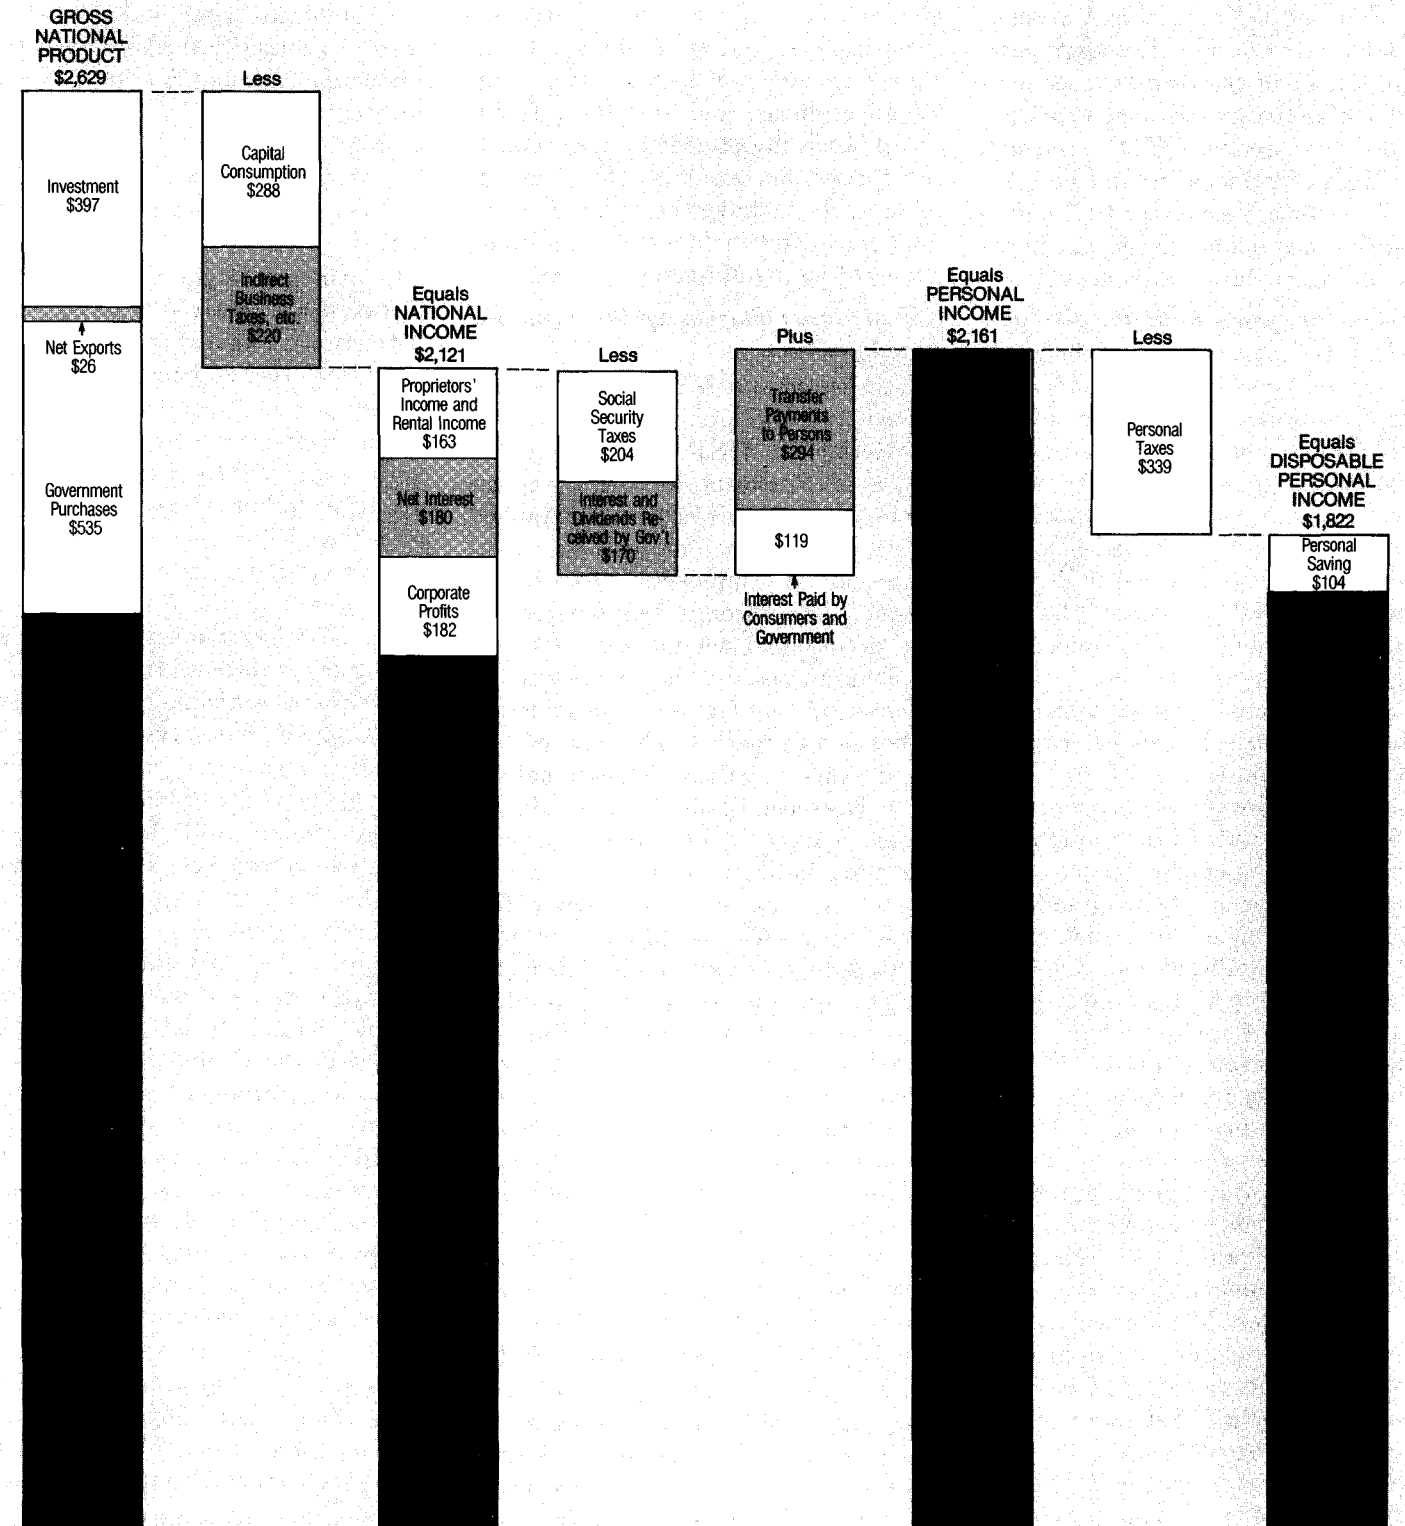 GROSS
NATIONAL
PRODUCT
$2,629
Investment
$397
Net Exports
$26
Government
Purchases
$535
Less
Capital
Consumption
$288
Indirect
Business
Taxes, etc.
$220
Equals
NATIONAL
INCOME
$2,121
Proprietors'
Income and
Rental Income
$163
Net Interest
$180
Corporate
Profits
$182
Less
Social
Security
Taxes
$204
Interest and
Dividends Re-
ceived by Gov't
$170
Plus
Transfer
Payments
to Persons
$294
$119
Interest Paid by
Consumers and
Government
Equals
PERSONAL
INCOME
$2,161
Less
Personal
Taxes
$339
Equals
DISPOSABLE
PERSONAL
INCOME
$1,822
Personal
Saving
$104